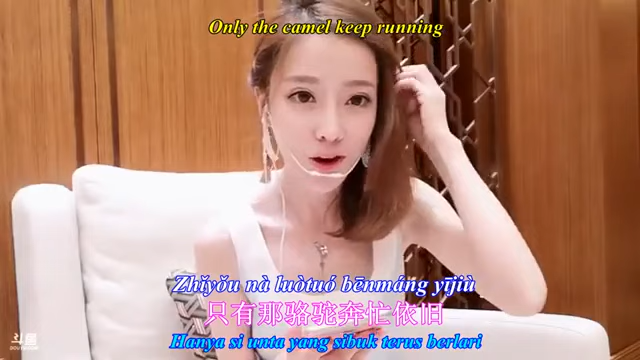 Only the camel keep running
Zhǐyǒu nà luòtuó bēnmáng yījiù
只有那骆驼奔忙依旧
Hanya si unta yang sibuk terus berlari